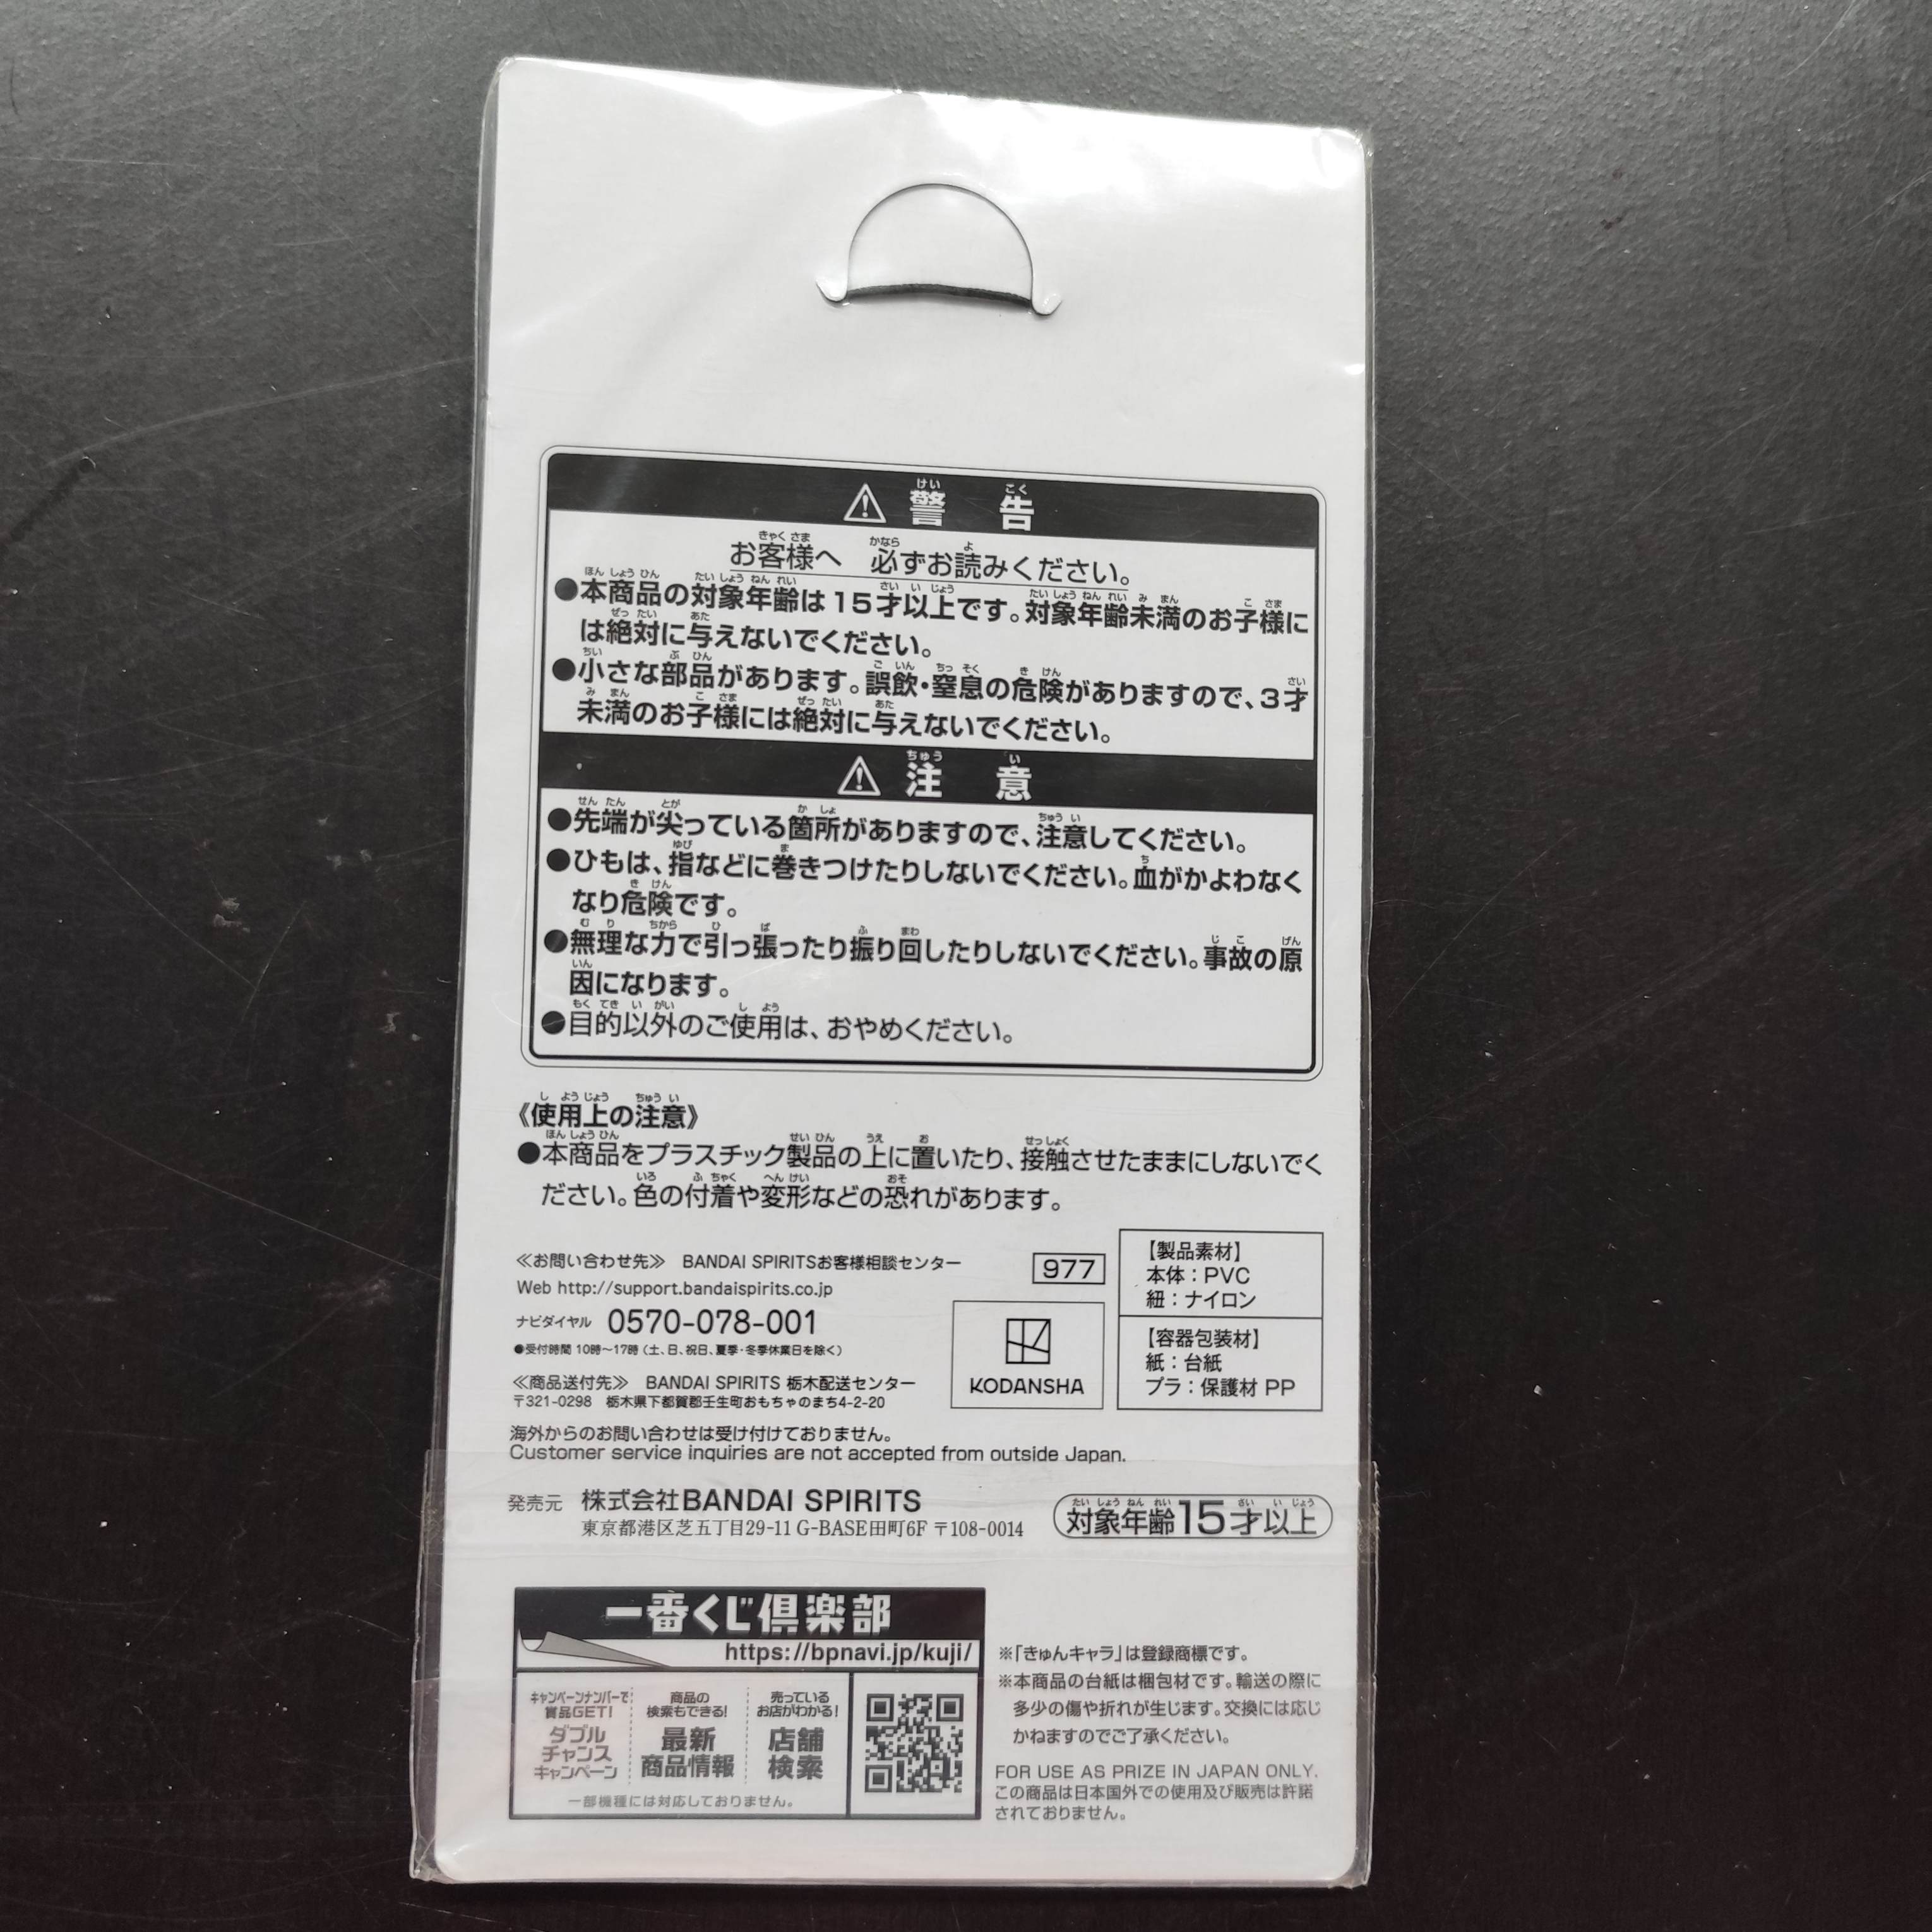 ⚠ 警告
お客様へ 必ずお読みください。
●本商品の対象年齢は15才以上です。対象年齢未満のお子様に
は絶対に与えないでください。
●小さな部品があります。誤飲・窒息の危険がありますので、3才
未満のお子様には絶対に与えないでください。
⚠ 注意
●先端が尖っている箇所がありますので、注意してください。
●ひもは、指などに巻きつけたりしないでください。血がかよわなく
なり危険です。
●無理な力で引っ張ったり振り回したりしないでください。事故の原
因になります。
●目的以外のご使用は、おやめください。
《使用上の注意》
●本商品をプラスチック製品の上に置いたり、接触させたままにしないでく
ださい。色の付着や変形などの恐れがあります。
≪お問い合わせ先≫ BANDAI SPIRITSお客様相談センター
Web http://support.bandaispirits.co.jp
ナビダイヤル 0570-078-001
●受付時間 10時～17時（土、日、祝日、夏季・冬季休業日を除く）
≪商品送付先≫ BANDAI SPIRITS 栃木配送センター
〒321-0298 栃木県下都賀郡壬生町おもちゃのまち4-2-20
977
KODANSHA
【製品素材】
本体：PVC
紐：ナイロン
【容器包装材】
紙：台紙
プラ：保護材 PP
海外からのお問い合わせは受け付けておりません。
Customer service inquiries are not accepted from outside Japan.
発売元 株式会社BANDAI SPIRITS
東京都港区芝五丁目29-11 G-BASE田町6F 〒108-0014
対象年齢15才以上
一番くじ倶楽部
https://bpnavi.jp/kuji/
キャンペーンナンバーで
賞品GET!
ダブル
チャンス
キャンペーン
商品の
検索もできる!
最新
商品情報
売っている
お店がわかる!
店舗
検索
一部機種には対応しておりません。
※「きゅんキャラ」は登録商標です。
※本商品の台紙は梱包材です。輸送の際に
多少の傷や折れが生じます。交換には応じ
かねますのでご了承ください。
FOR USE AS PRIZE IN JAPAN ONLY.
この商品は日本国外での使用及び販売は許諾
されておりません。